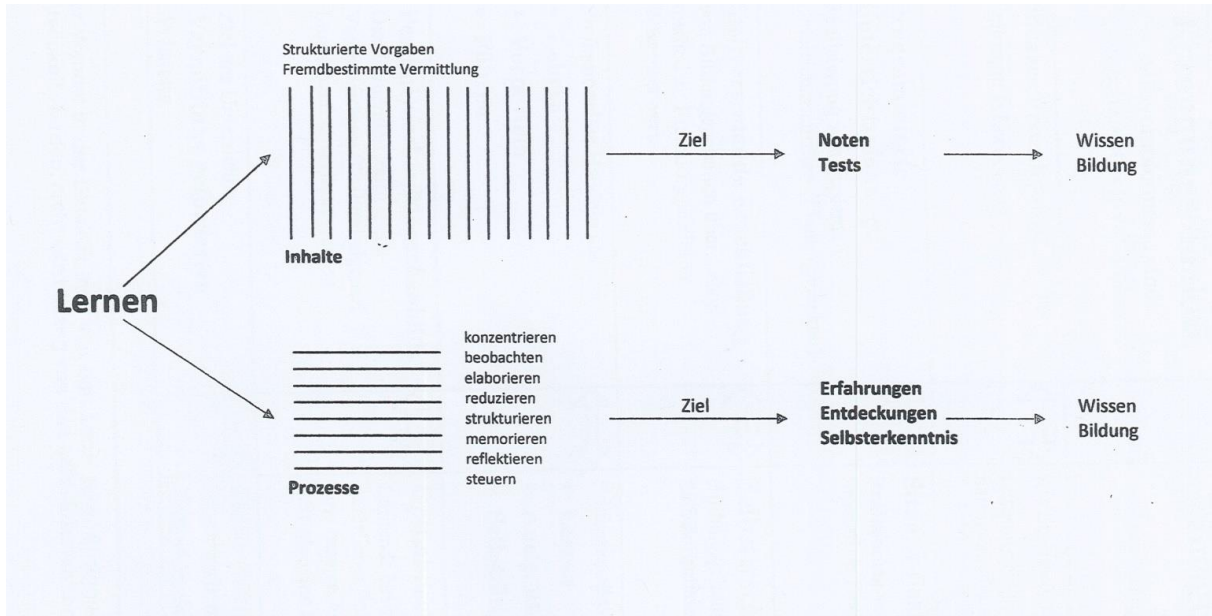 Strukturierte Vorgaben
Fremdbestimmte Vermittlung
Ziel
Noten
Tests
Wissen
Bildung
Inhalte
Lernen
konzentrieren
beobachten
elaborieren
reduzieren
strukturieren
memorieren
reflektieren
steuern
Prozesse
Ziel
Erfahrungen
Entdeckungen
Selbsterkenntnis
Wissen
Bildung